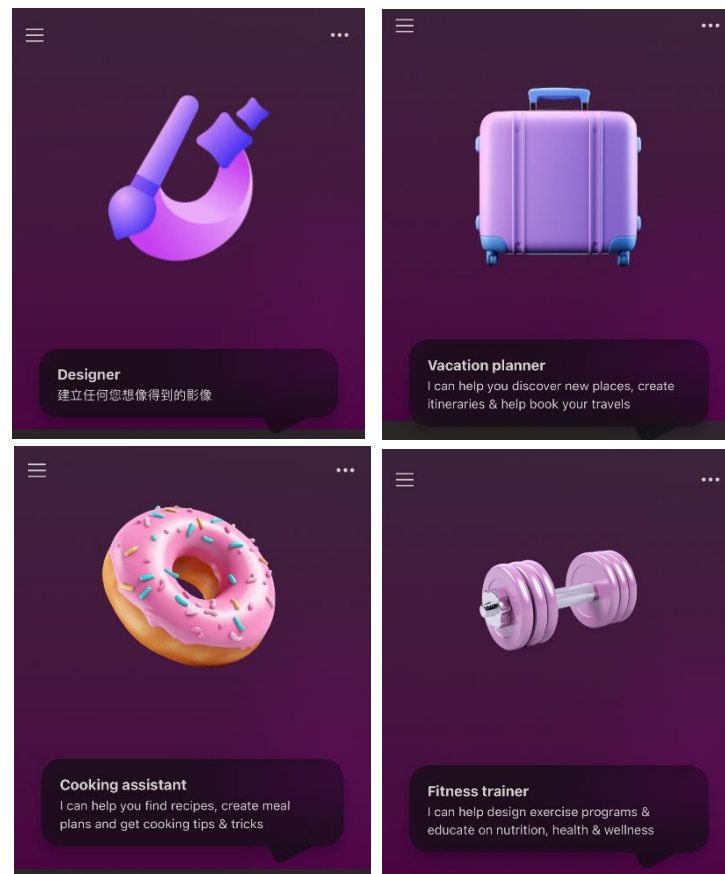 Designer
建立任何您想像得到的影像
Vacation planner
I can help you discover new places, create
itineraries & help book your travels
Cooking assistant
I can help you find recipes, create meal
plans and get cooking tips & tricks
Fitness trainer
I can help design exercise programs &
educate on nutrition, health & wellness